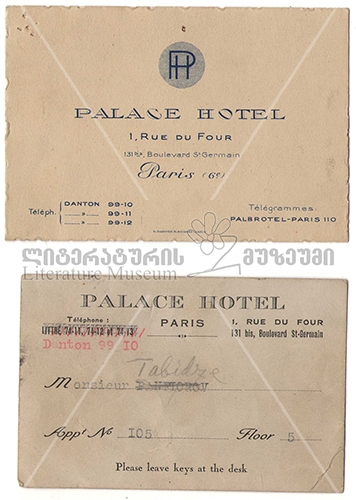 PH
PALACE HOTEL
1, RUE DU FOUR
131 bis, Boulevard St-Germain
Paris (6e)
Téléph.
DANTON 99-10
— » — 99-11
— » — 99-12
Télégrammes:
PALBROTEL-PARIS 110
ლიტერატურის მუზეუმი
Literature Museum
PALACE HOTEL
Téléphone :
Danton 99 10
PARIS
1, RUE DU FOUR
131 bis, Boulevard St-Germain
Tabidze
Monsieur
Appt No 105
Floor 5
Please leave keys at the desk